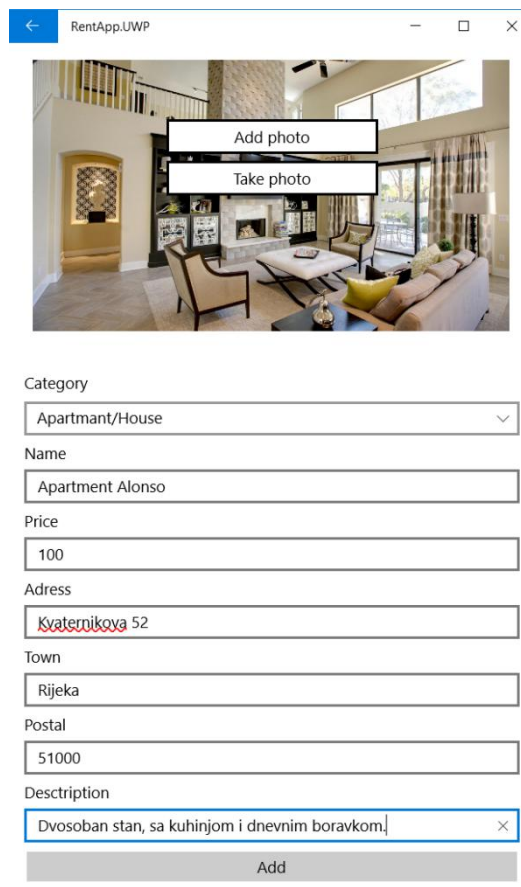 RentApp.UWP
Add photo
Take photo
Category
Apartmant/House
Name
Apartment Alonso
Price
100
Adress
Kvaternikova 52
Town
Rijeka
Postal
51000
Desctription
Dvosoban stan, sa kuhinjom i dnevnim boravkom.
Add